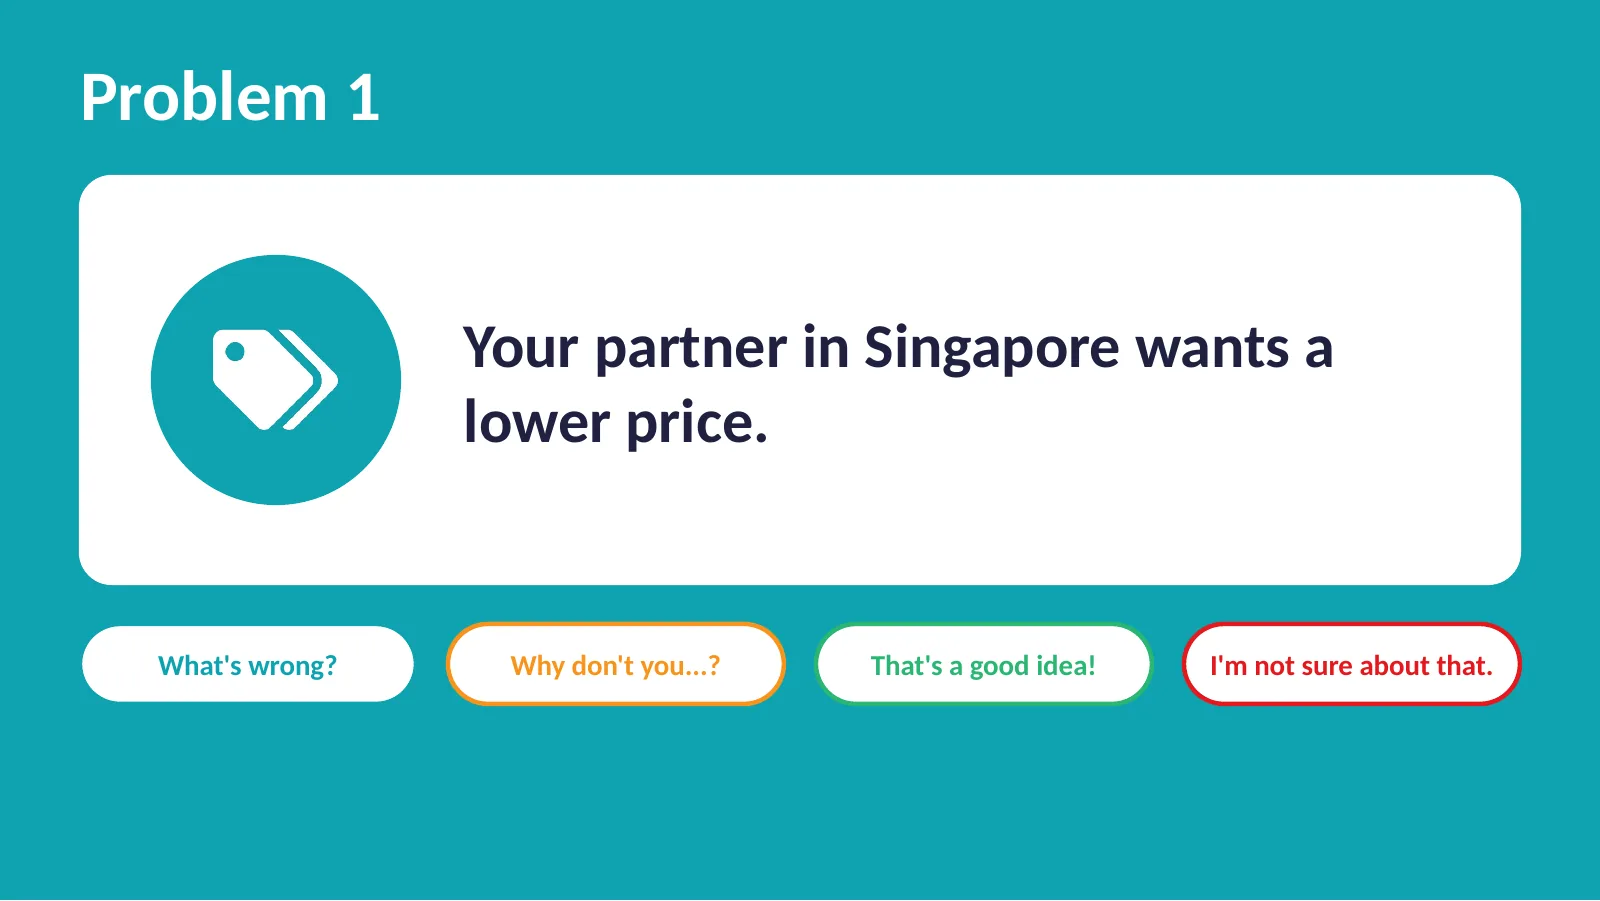 Problem 1
Your partner in Singapore wants a
lower price.
What's wrong?
Why don't you...?
That's a good idea!
I'm not sure about that.